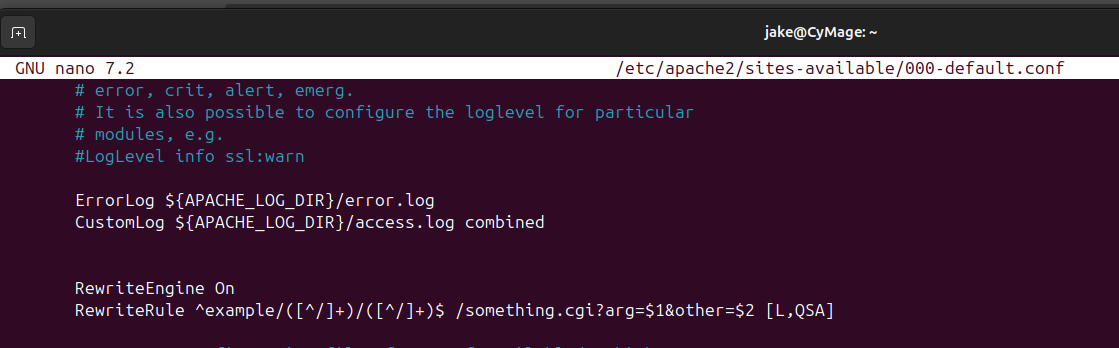 jake@CyMage: ~
GNU nano 7.2 /etc/apache2/sites-available/000-default.conf
# error, crit, alert, emerg.
# It is also possible to configure the loglevel for particular
# modules, e.g.
#LogLevel info ssl:warn
ErrorLog ${APACHE_LOG_DIR}/error.log
CustomLog ${APACHE_LOG_DIR}/access.log combined
RewriteEngine On
RewriteRule ^example/([^/]+)/([^/]+)$ /something.cgi?arg=$1&other=$2 [L,QSA]